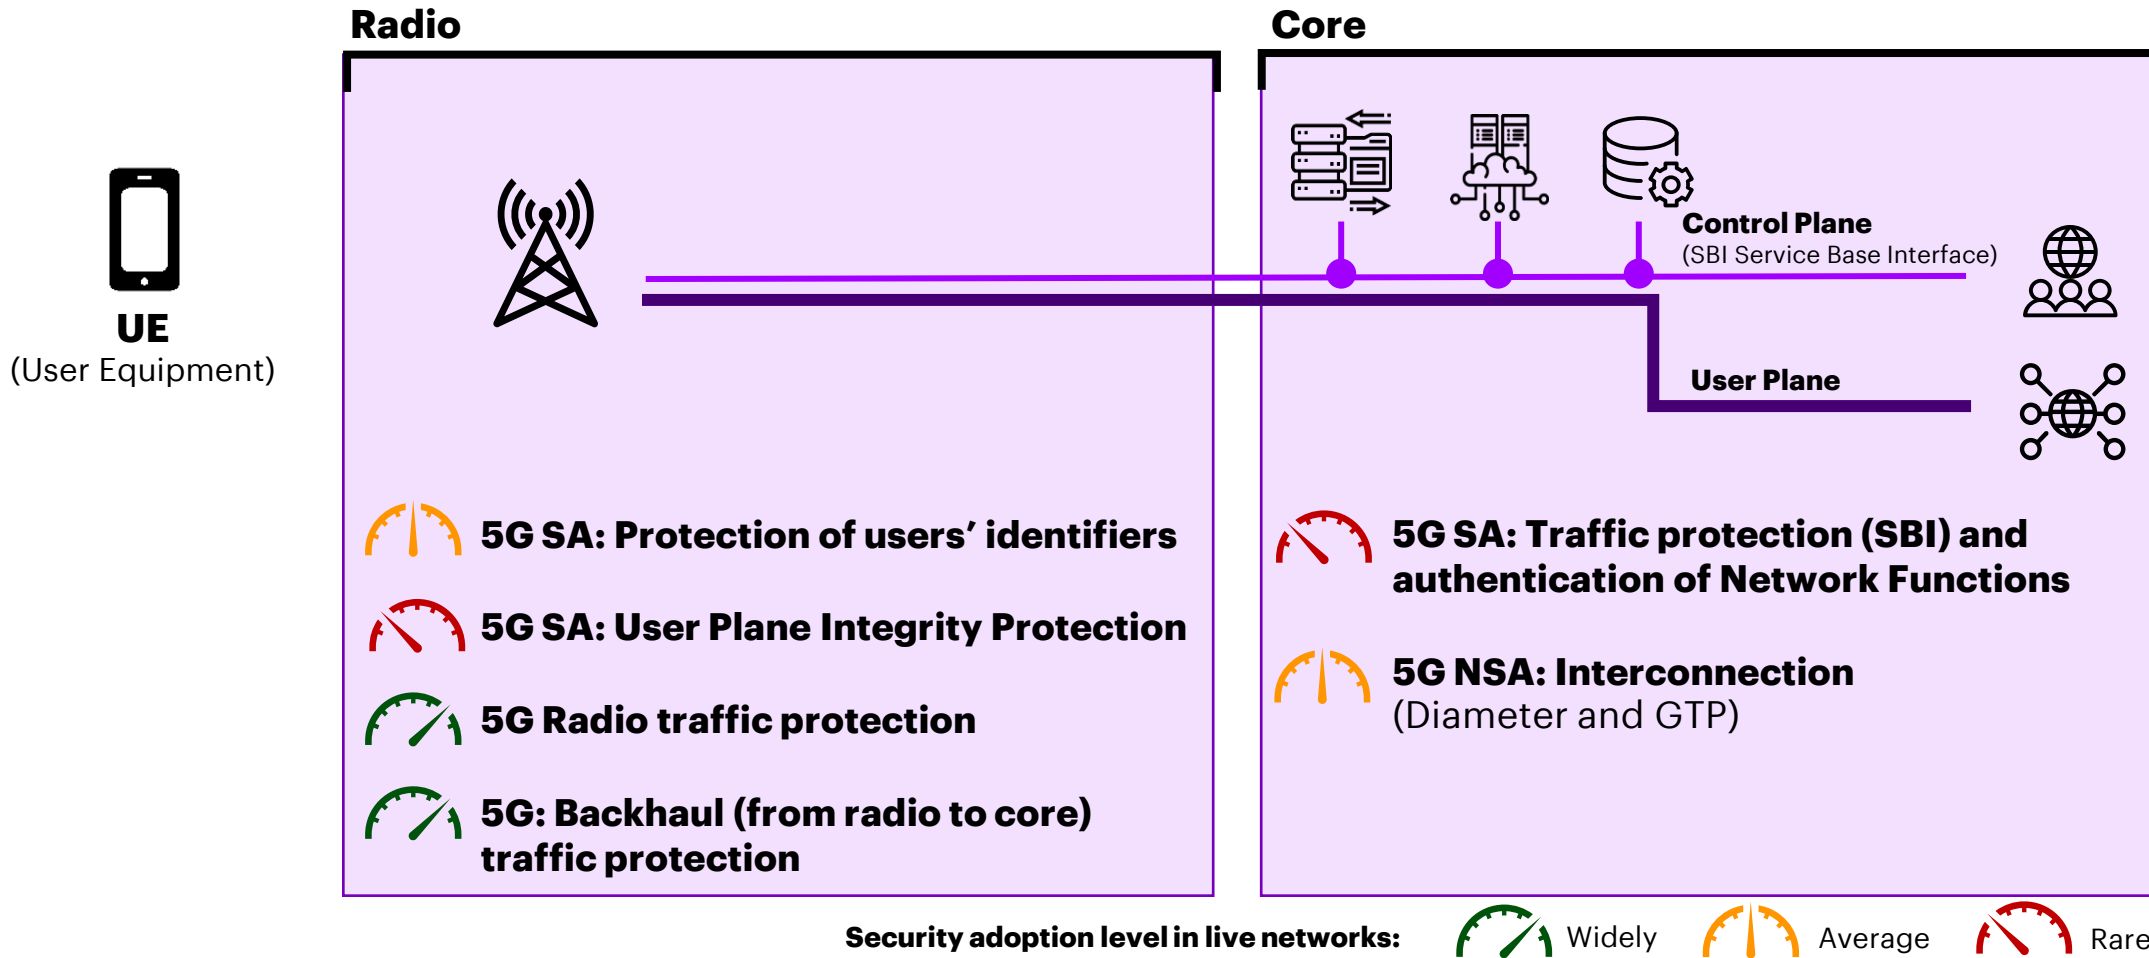 Radio
Core
UE
(User Equipment)
Control Plane
(SBI Service Base Interface)
User Plane
5G SA: Protection of users’ identifiers
5G SA: User Plane Integrity Protection
5G Radio traffic protection
5G: Backhaul (from radio to core)
traffic protection
5G SA: Traffic protection (SBI) and
authentication of Network Functions
5G NSA: Interconnection
(Diameter and GTP)
Security adoption level in live networks:
Widely
Average
Rare